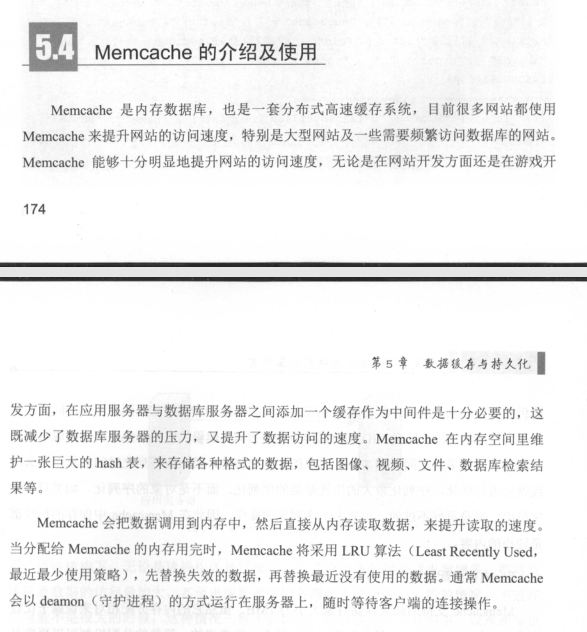 5.4 Memcache 的介绍及使用
Memcache 是内存数据库，也是一套分布式高速缓存系统，目前很多网站都使用
Memcache 来提升网站的访问速度，特别是大型网站及一些需要频繁访问数据库的网站。
Memcache 能够十分明显地提升网站的访问速度，无论是在网站开发方面还是在游戏开
174
第 5 章 数据缓存与持久化
发方面，在应用服务器与数据库服务器之间添加一个缓存作为中间件是十分必要的，这
既减少了数据库服务器的压力，又提升了数据访问的速度。Memcache 在内存空间里维
护一张巨大的 hash 表，来存储各种格式的数据，包括图像、视频、文件、数据库检索结
果等。
Memcache 会把数据调用到内存中，然后直接从内存读取数据，来提升读取的速度。
当分配给 Memcache 的内存用完时，Memcache 将采用 LRU 算法（Least Recently Used，
最近最少使用策略），先替换失效的数据，再替换最近没有使用的数据。通常 Memcache
会以 deamon（守护进程）的方式运行在服务器上，随时等待客户端的连接操作。